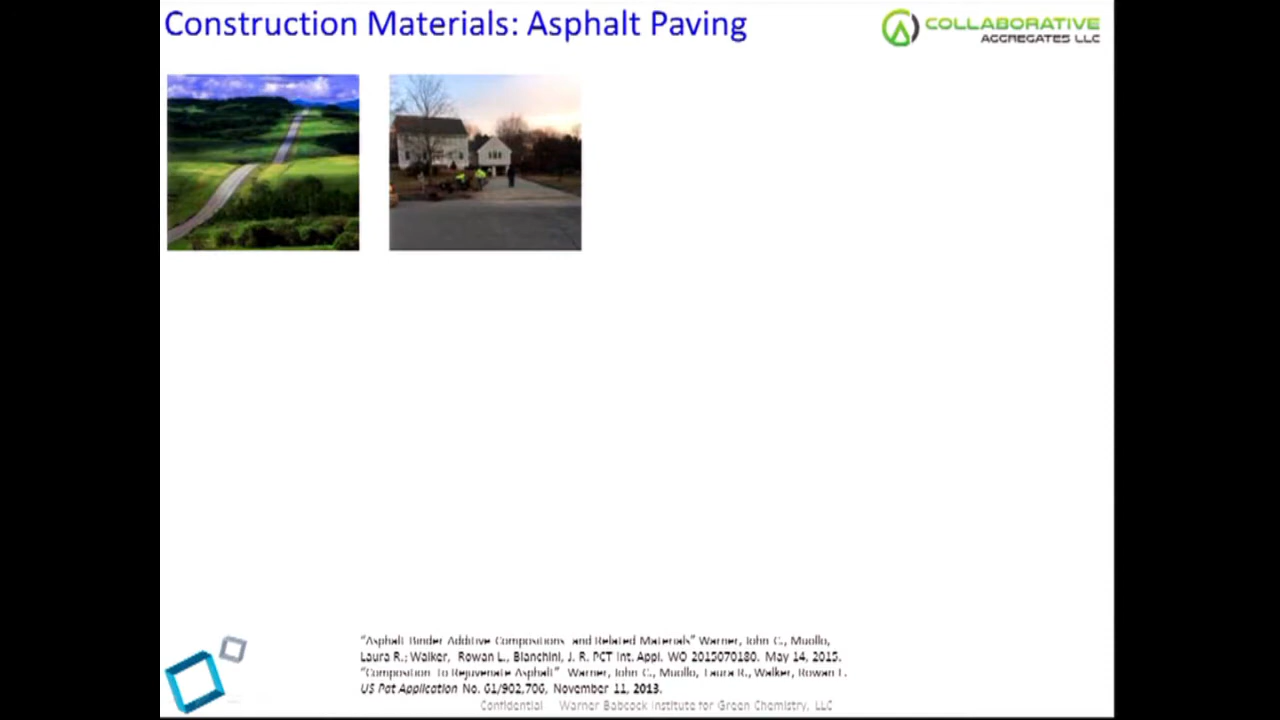 Construction Materials: Asphalt Paving
COLLABORATIVE
AGGREGATES LLC
"Asphalt Binder Additive Compositions and Related Materials" Warner, John C., Muollo,
Laura R.; Walker, Rowan L., Bianchini, J. R. PCT Int. Appl. WO 2015070180. May 14, 2015.
"Composition To Rejuvenate Asphalt" Warner, John C., Muollo, Laura R., Walker, Rowan L.
US Pat Application No. 61/902,706, November 11, 2013.
Confidential Warner Babcock Institute for Green Chemistry, LLC